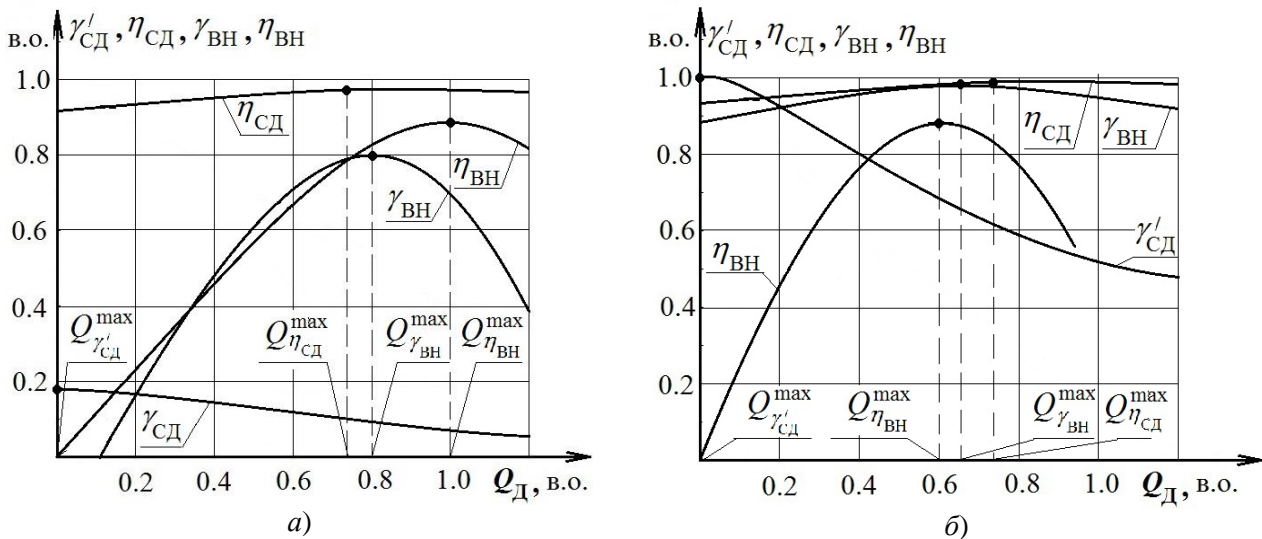 γ′СД, ηСД, γВН, ηВН
в.о.
1.0
0.8
0.6
0.4
0.2
ηСД
ηВН
γВН
γСД
Q^max_γ′СД
Q^max_ηСД
Q^max_γВН
Q^max_ηВН
0.2 0.4 0.6 0.8 1.0 QД, в.о.
а)
γ′СД, ηСД, γВН, ηВН
в.о.
1.0
0.8
0.6
0.4
0.2
ηСД
γВН
γ′СД
ηВН
Q^max_γ′СД
Q^max_ηВН
Q^max_γВН
Q^max_ηСД
0.2 0.4 0.6 0.8 1.0 QД, в.о.
б)